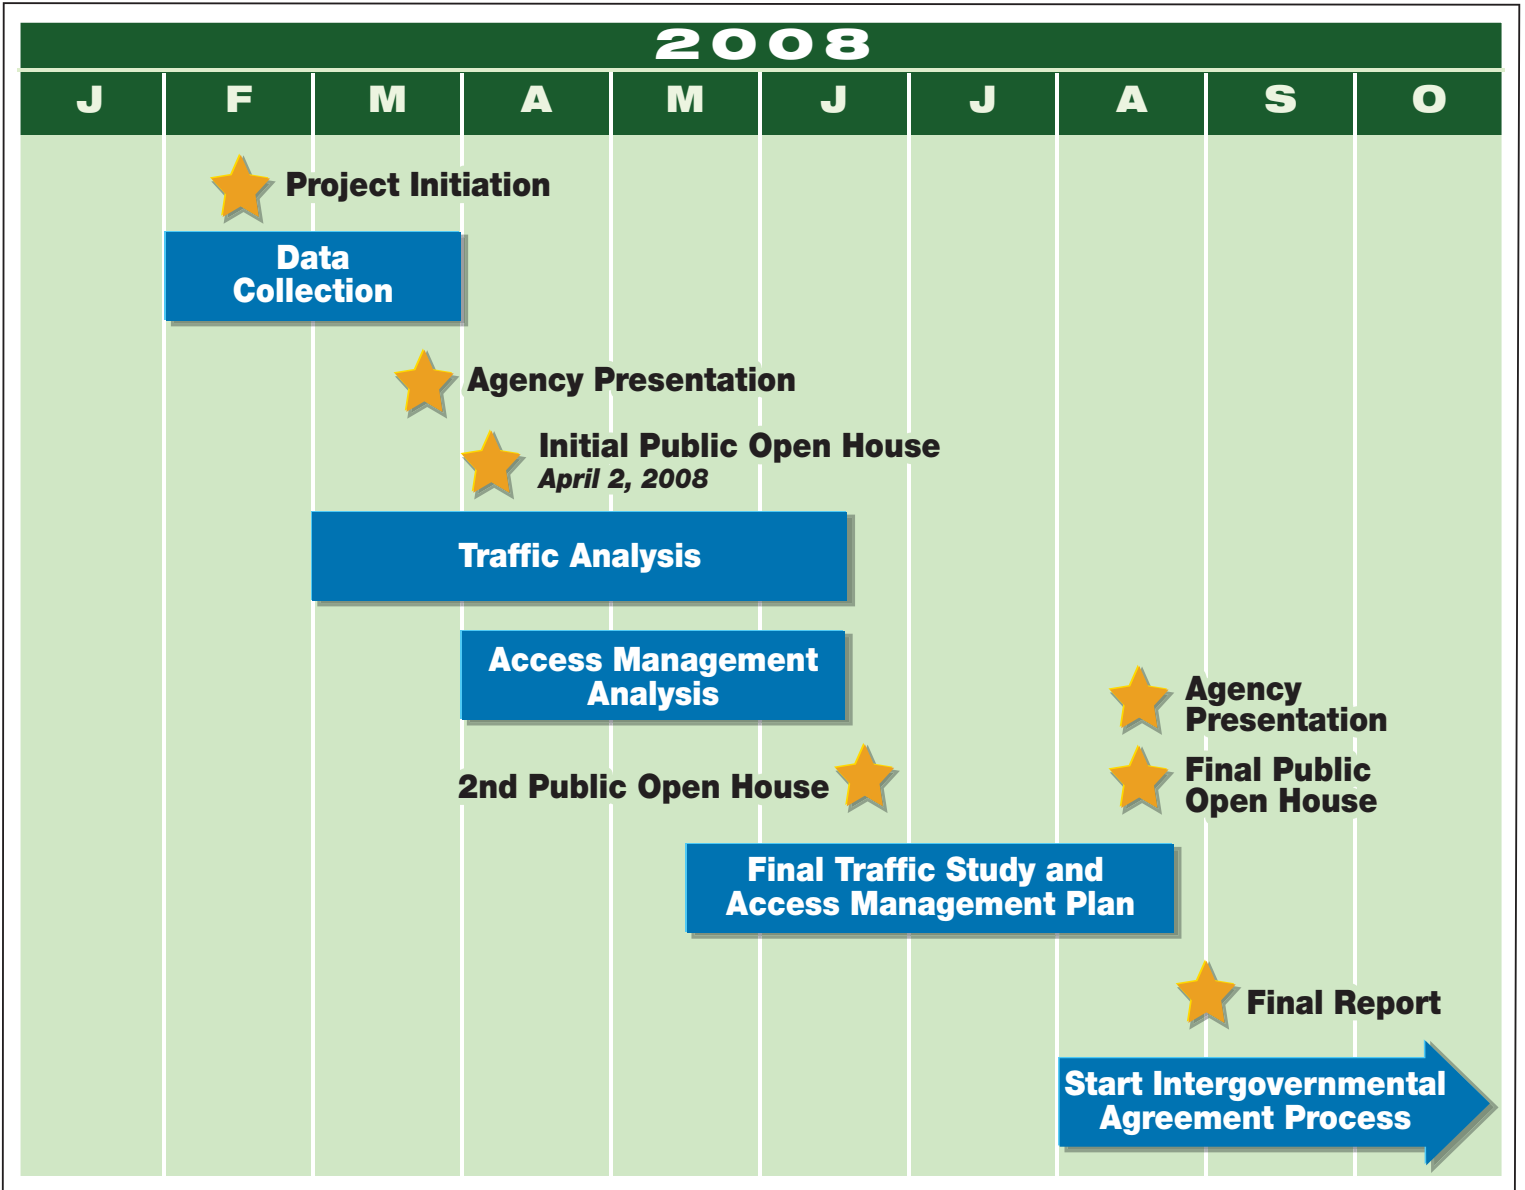 2008
J F M A M J J A S O
Project Initiation
Data
Collection
Agency Presentation
Initial Public Open House
April 2, 2008
Traffic Analysis
Access Management
Analysis
Agency
Presentation
2nd Public Open House
Final Public
Open House
Final Traffic Study and
Access Management Plan
Final Report
Start Intergovernmental
Agreement Process